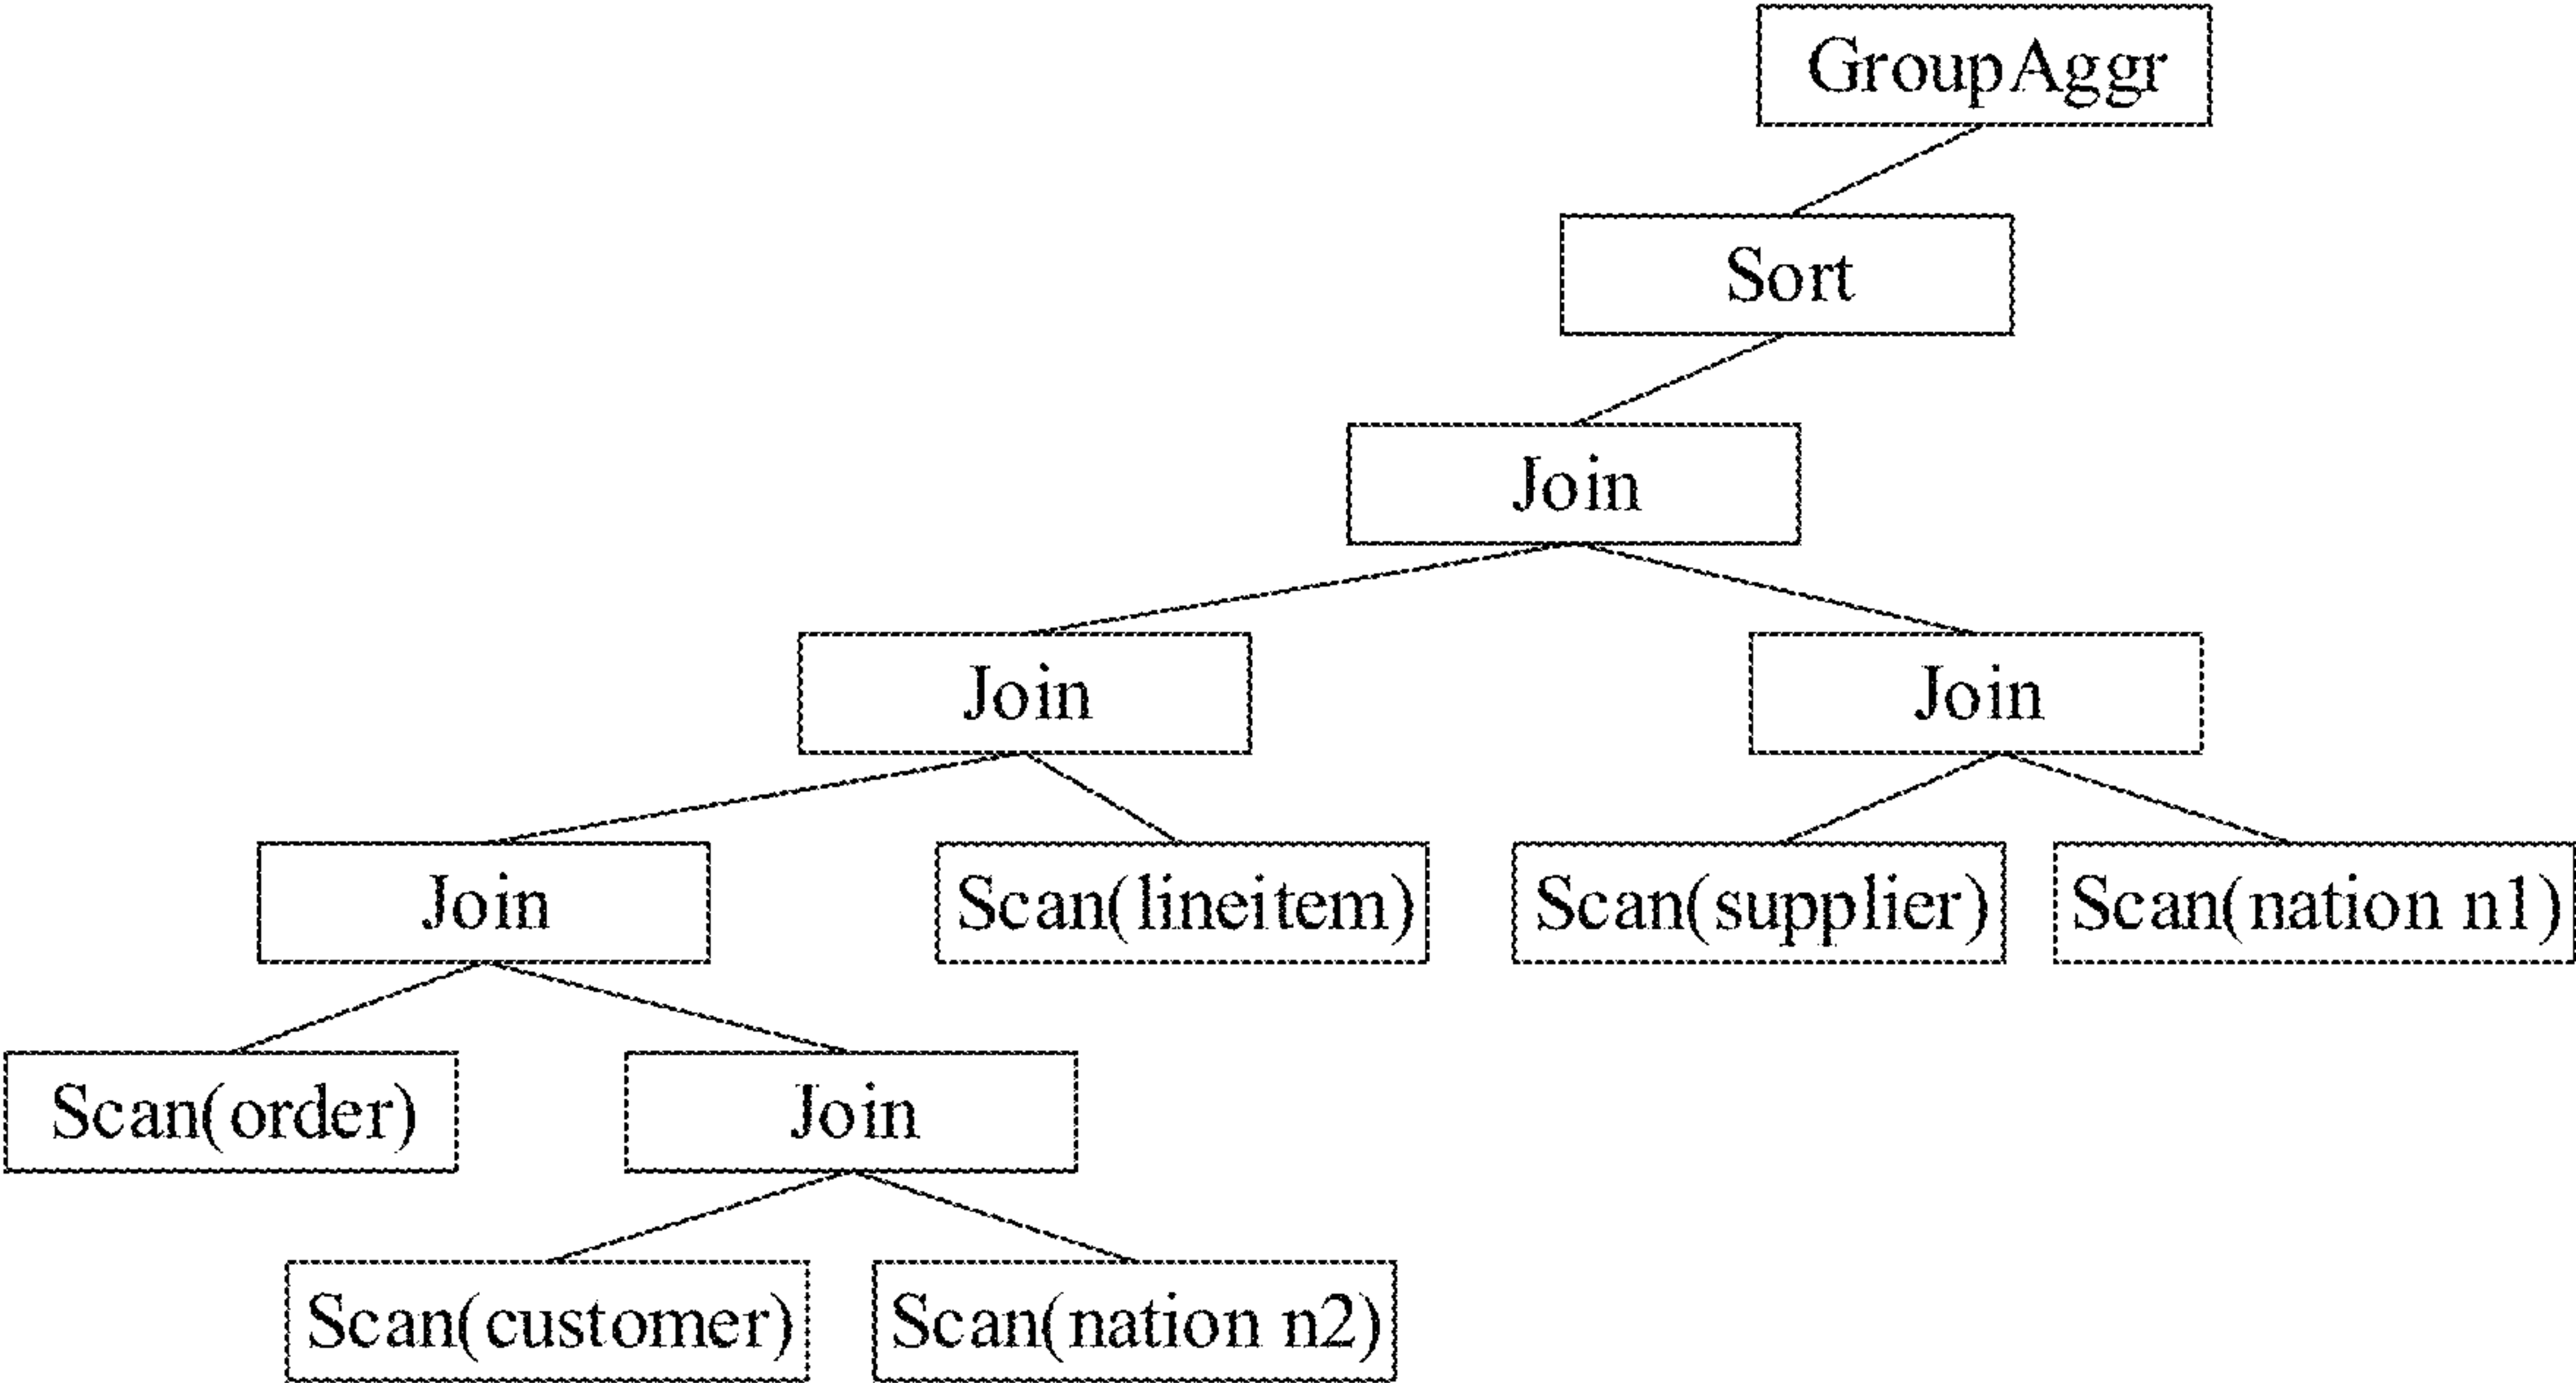 GroupAggr
Sort
Join
Join
Join
Join
Scan(lineitem)
Scan(supplier)
Scan(nation n1)
Scan(order)
Join
Scan(customer)
Scan(nation n2)